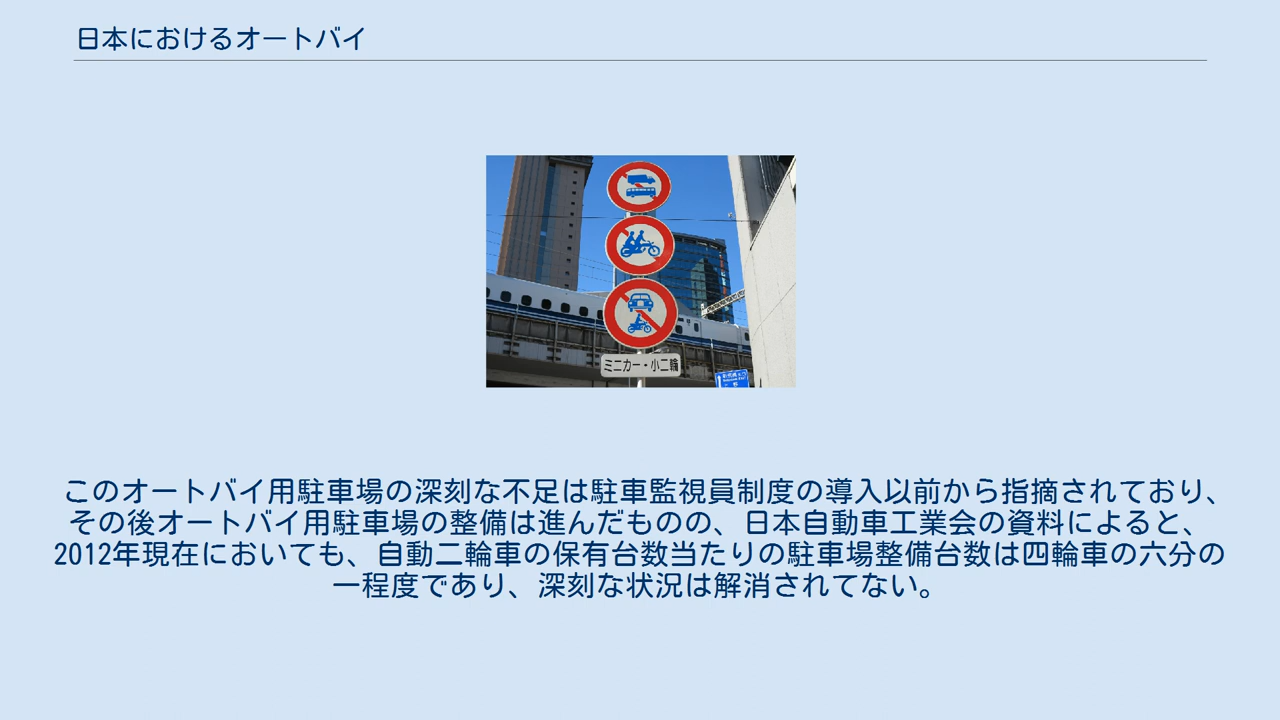 日本におけるオートバイ
ミニカー・小二輪
このオートバイ用駐車場の深刻な不足は駐車監視員制度の導入以前から指摘されており、
その後オートバイ用駐車場の整備は進んだものの、日本自動車工業会の資料によると、
2012年現在においても、自動二輪車の保有台数当たりの駐車場整備台数は四輪車の六分の
一程度であり、深刻な状況は解消されてない。